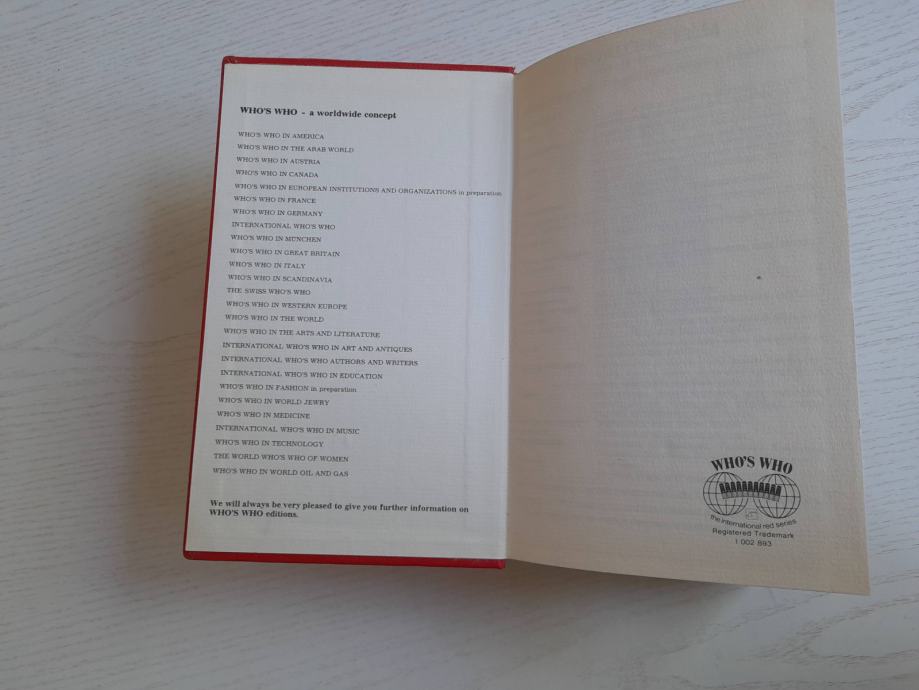 WHO'S WHO - a worldwide concept
WHO'S WHO IN AMERICA
WHO'S WHO IN THE ARAB WORLD
WHO'S WHO IN AUSTRIA
WHO'S WHO IN CANADA
WHO'S WHO IN EUROPEAN INSTITUTIONS AND ORGANIZATIONS in preparation
WHO'S WHO IN FRANCE
WHO'S WHO IN GERMANY
INTERNATIONAL WHO'S WHO
WHO'S WHO IN MÜNCHEN
WHO'S WHO IN GREAT BRITAIN
WHO'S WHO IN ITALY
WHO'S WHO IN SCANDINAVIA
THE SWISS WHO'S WHO
WHO'S WHO IN WESTERN EUROPE
WHO'S WHO IN THE WORLD
WHO'S WHO IN THE ARTS AND LITERATURE
INTERNATIONAL WHO'S WHO IN ART AND ANTIQUES
INTERNATIONAL WHO'S WHO AUTHORS AND WRITERS
INTERNATIONAL WHO'S WHO IN EDUCATION
WHO'S WHO IN FASHION in preparation
WHO'S WHO IN WORLD JEWRY
WHO'S WHO IN MEDICINE
INTERNATIONAL WHO'S WHO IN MUSIC
WHO'S WHO IN TECHNOLOGY
THE WORLD WHO'S WHO OF WOMEN
WHO'S WHO IN WORLD OIL AND GAS
We will always be very pleased to give you further information on
WHO'S WHO editions.
WHO'S WHO
the international red series
Registered Trademark
1 002 893